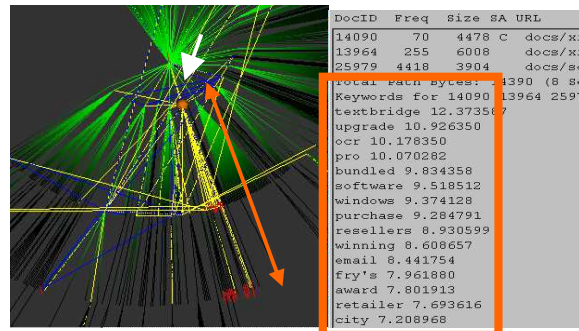 DocID Freq Size SA URL
14090 70 4478 C docs/x
13964 255 6008 docs/x
25979 4418 3904 docs/s
Total Path Bytes: 14390 (8
Keywords for 14090 13964 2597
textbridge 12.373587
upgrade 10.926350
ocr 10.178350
pro 10.070282
bundled 9.834358
software 9.518512
windows 9.374128
purchase 9.284791
resellers 8.930599
winning 8.608657
email 8.441754
fry's 7.961880
award 7.801913
retailer 7.693616
city 7.208968